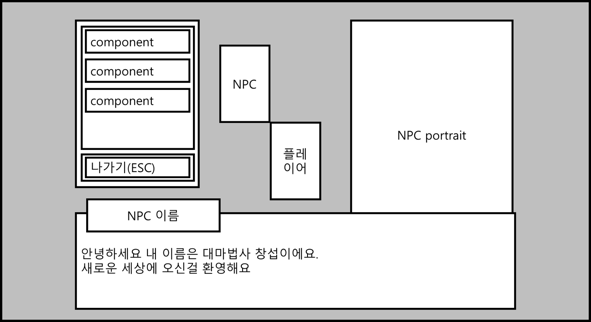 component
component
component
나가기(ESC)
NPC
플레
이어
NPC portrait
NPC 이름
안녕하세요 내 이름은 대마법사 창섭이에요.
새로운 세상에 오신걸 환영해요